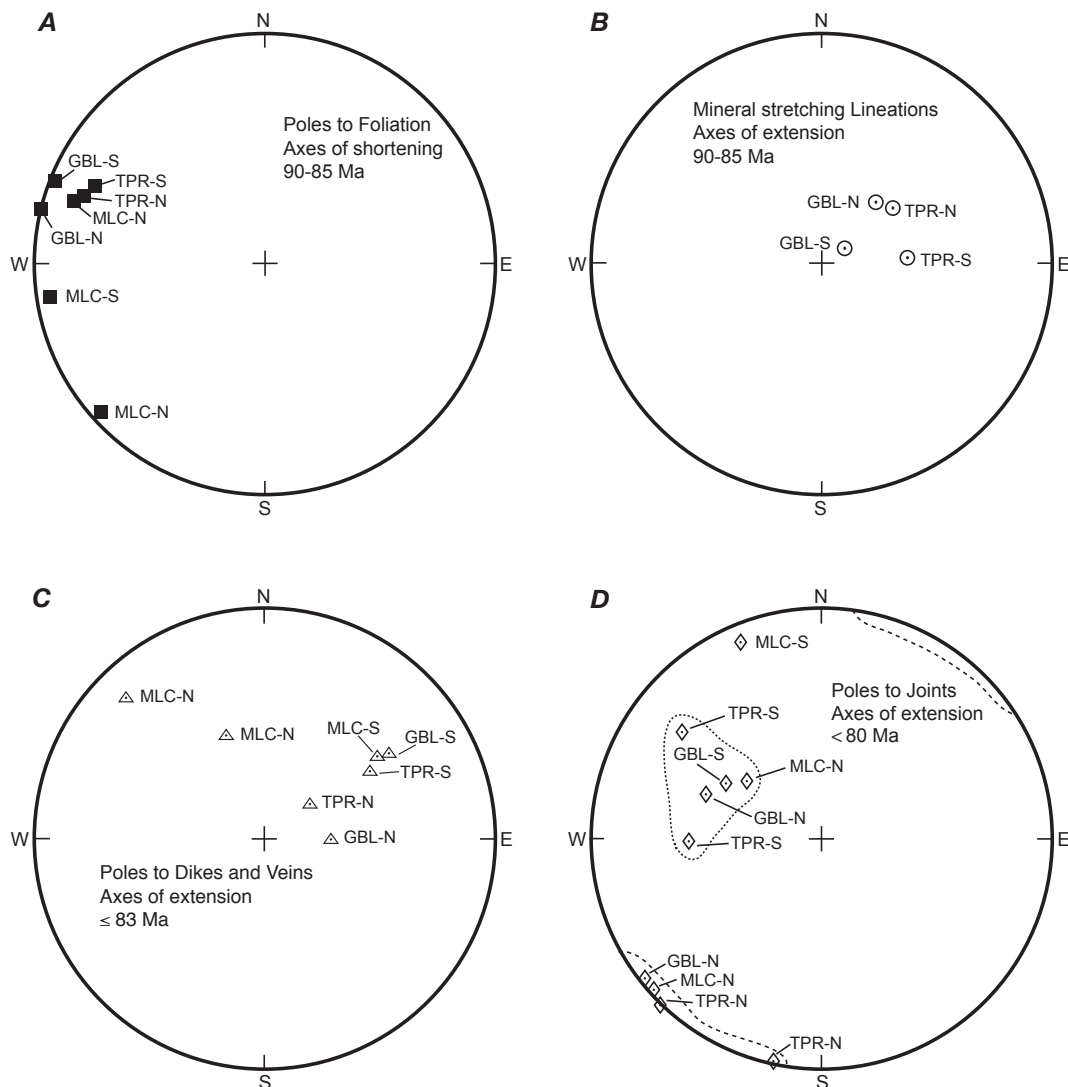 A
N
Poles to Foliation
Axes of shortening
90-85 Ma
GBL-S
TPR-S
TPR-N
MLC-N
GBL-N
W
E
MLC-S
MLC-N
S
B
N
Mineral stretching Lineations
Axes of extension
90-85 Ma
GBL-N
TPR-N
GBL-S
TPR-S
W
E
S
C
N
MLC-N
MLC-N
MLC-S
GBL-S
TPR-S
TPR-N
GBL-N
W
E
Poles to Dikes and Veins
Axes of extension
≤ 83 Ma
S
D
N
MLC-S
Poles to Joints
Axes of extension
< 80 Ma
TPR-S
GBL-S
MLC-N
GBL-N
TPR-S
W
E
GBL-N
MLC-N
TPR-N
TPR-N
S